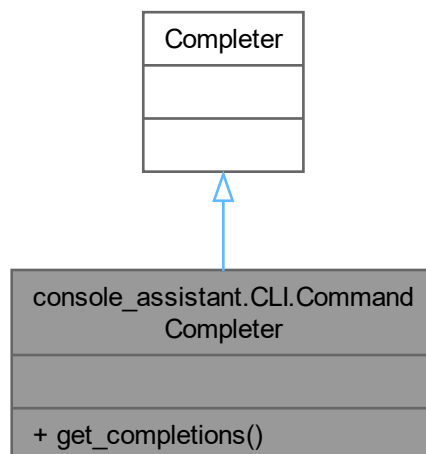 Completer
console_assistant.CLI.Command
Completer
+ get_completions()